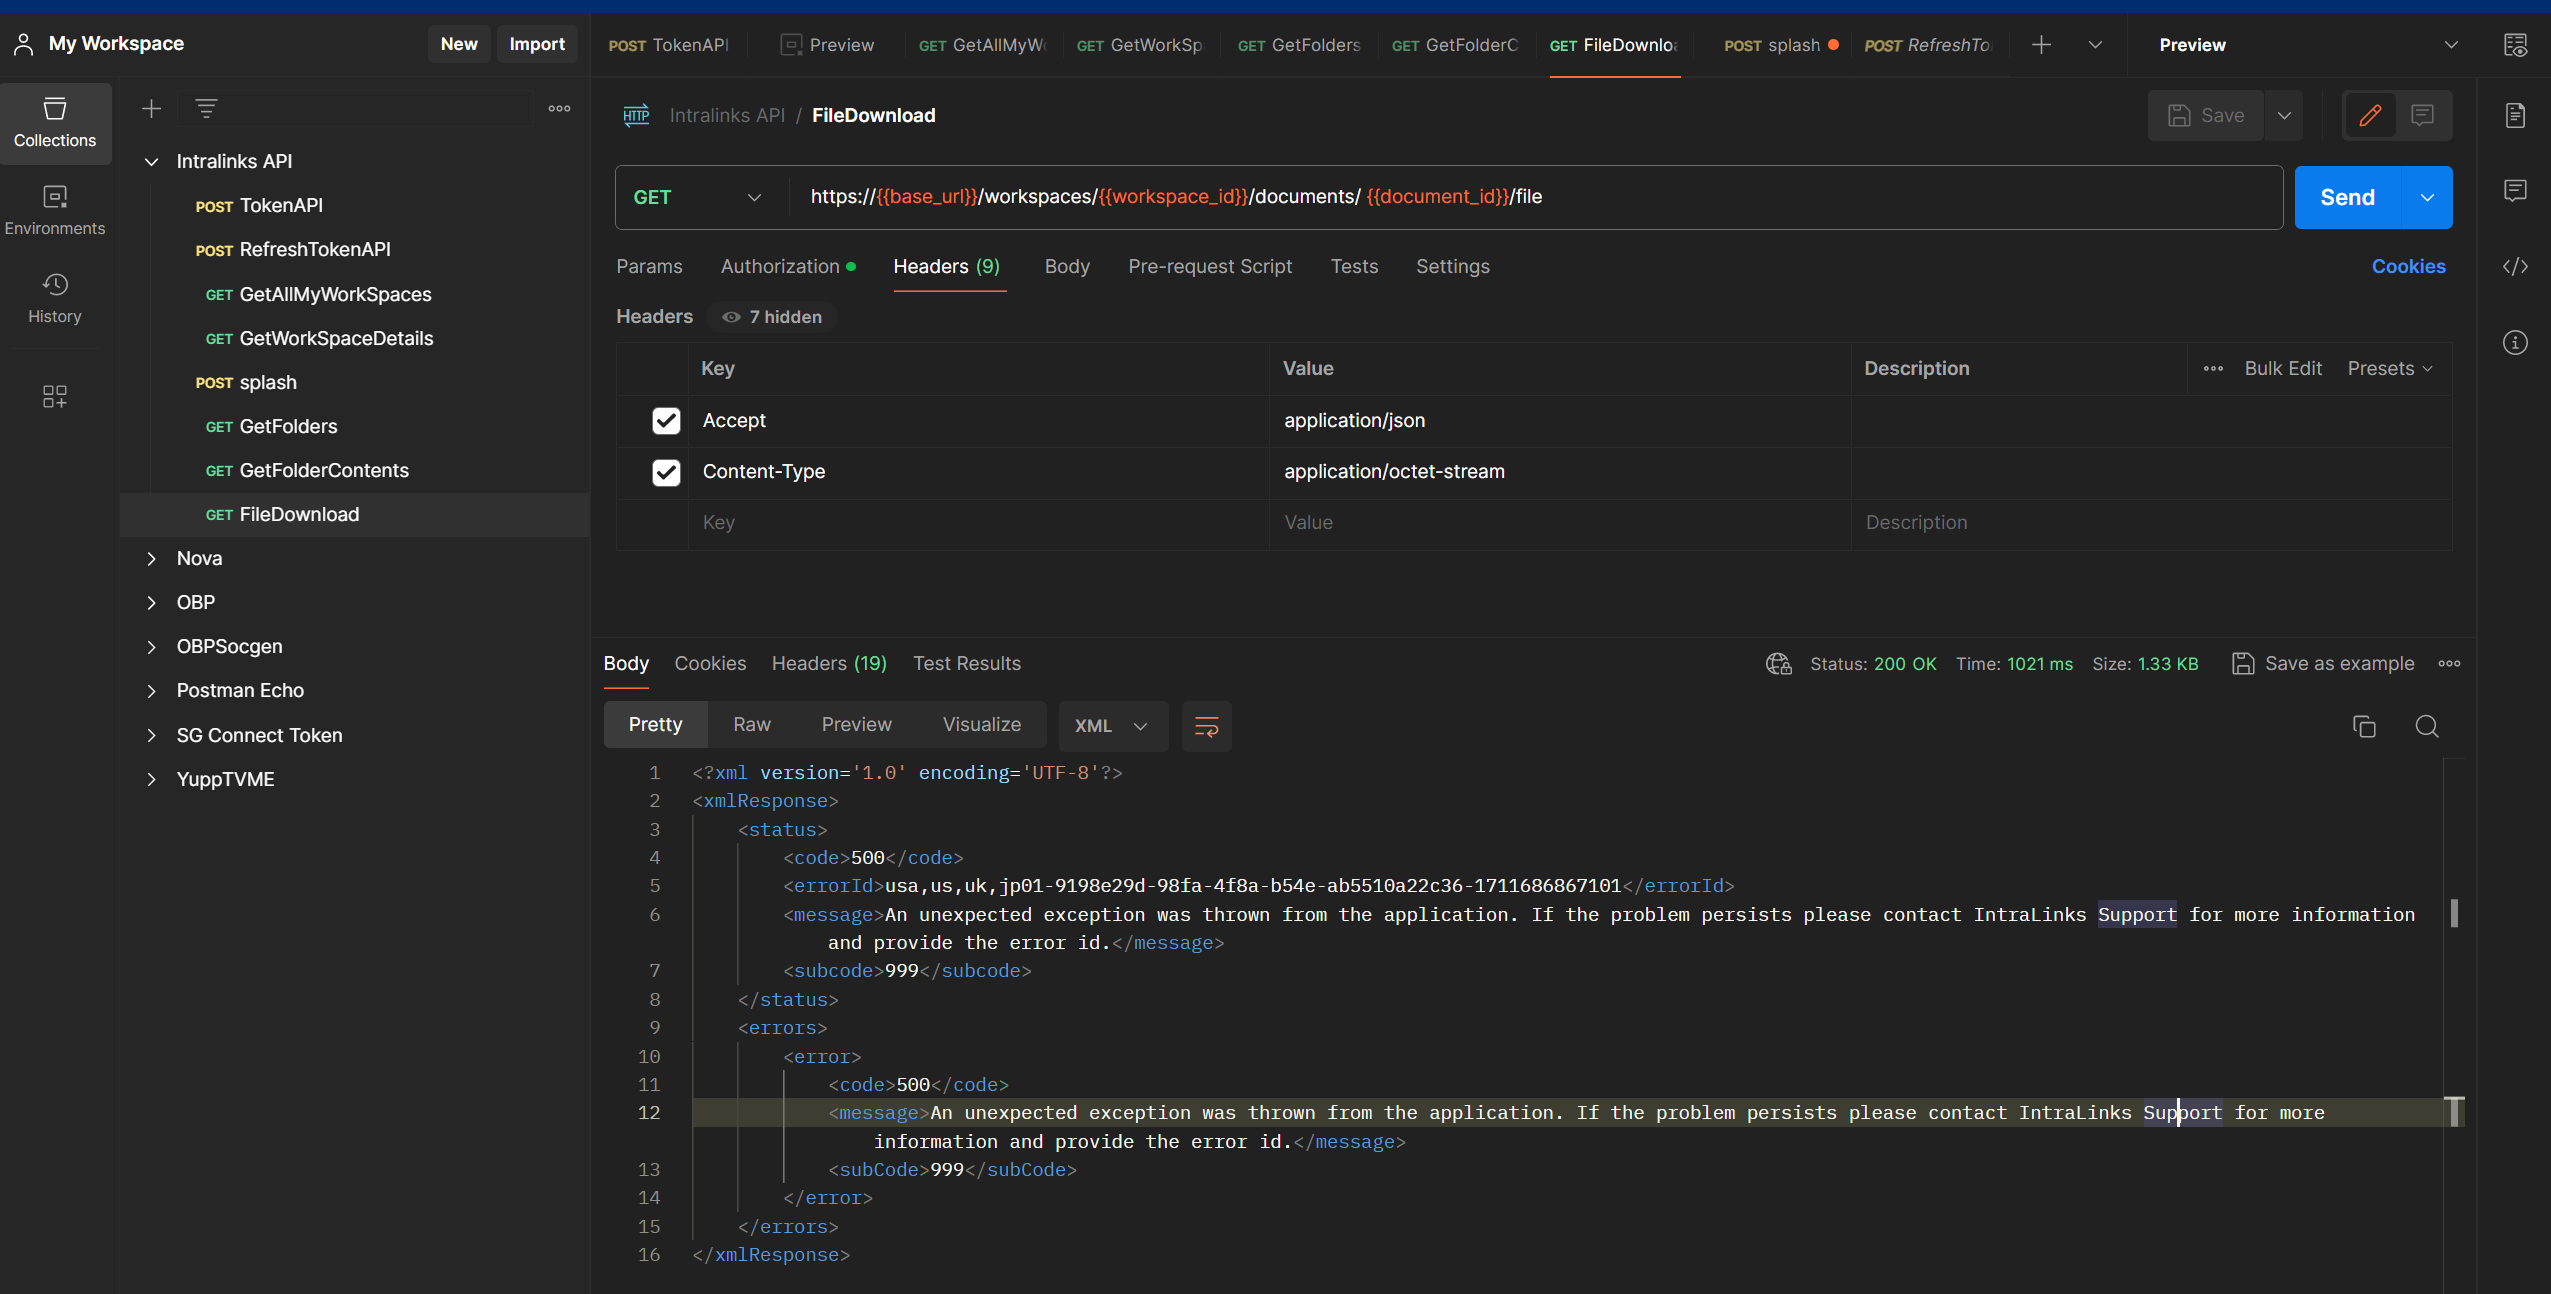 My Workspace
New
Import
POST TokenAPI
Preview
GET GetAllMyWo
GET GetWorkSp
GET GetFolders
GET GetFolderC
GET FileDownloa
POST splash
POST RefreshTo
Preview
Collections
Environments
History
Intralinks API
POST TokenAPI
POST RefreshTokenAPI
GET GetAllMyWorkSpaces
GET GetWorkSpaceDetails
POST splash
GET GetFolders
GET GetFolderContents
GET FileDownload
Nova
OBP
OBPSocgen
Postman Echo
SG Connect Token
YuppTVME
HTTP Intralinks API / FileDownload
Save
GET https://{{base_url}}/workspaces/{{workspace_id}}/documents/ {{document_id}}/file
Send
Params Authorization Headers (9) Body Pre-request Script Tests Settings
Cookies
Headers 7 hidden
Key Value Description Bulk Edit Presets
Accept application/json
Content-Type application/octet-stream
Key Value Description
Body Cookies Headers (19) Test Results
Status: 200 OK Time: 1021 ms Size: 1.33 KB Save as example
Pretty Raw Preview Visualize XML
1 <?xml version='1.0' encoding='UTF-8'?>
2 <xmlResponse>
3 <status>
4 <code>500</code>
5 <errorId>usa,us,uk,jp01-9198e29d-98fa-4f8a-b54e-ab5510a22c36-1711686867101</errorId>
6 <message>An unexpected exception was thrown from the application. If the problem persists please contact IntraLinks Support for more information
and provide the error id.</message>
7 <subcode>999</subcode>
8 </status>
9 <errors>
10 <error>
11 <code>500</code>
12 <message>An unexpected exception was thrown from the application. If the problem persists please contact IntraLinks Support for more
information and provide the error id.</message>
13 <subCode>999</subCode>
14 </error>
15 </errors>
16 </xmlResponse>